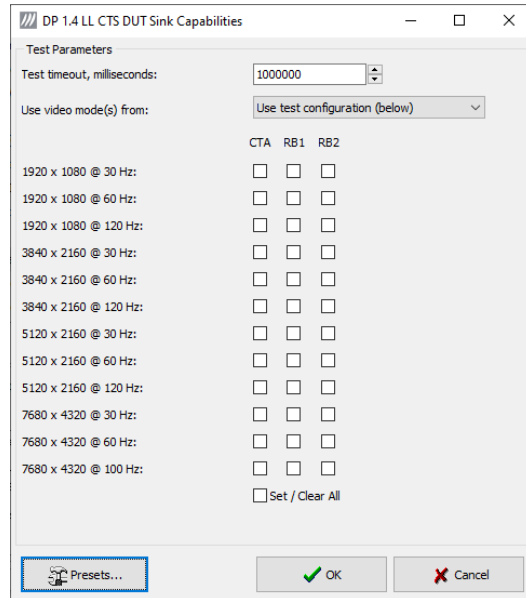 DP 1.4 LL CTS DUT Sink Capabilities
Test Parameters
Test timeout, milliseconds: 1000000
Use video mode(s) from: Use test configuration (below)
CTA RB1 RB2
1920 x 1080 @ 30 Hz:
1920 x 1080 @ 60 Hz:
1920 x 1080 @ 120 Hz:
3840 x 2160 @ 30 Hz:
3840 x 2160 @ 60 Hz:
3840 x 2160 @ 120 Hz:
5120 x 2160 @ 30 Hz:
5120 x 2160 @ 60 Hz:
5120 x 2160 @ 120 Hz:
7680 x 4320 @ 30 Hz:
7680 x 4320 @ 60 Hz:
7680 x 4320 @ 100 Hz:
Set / Clear All
Presets... OK Cancel